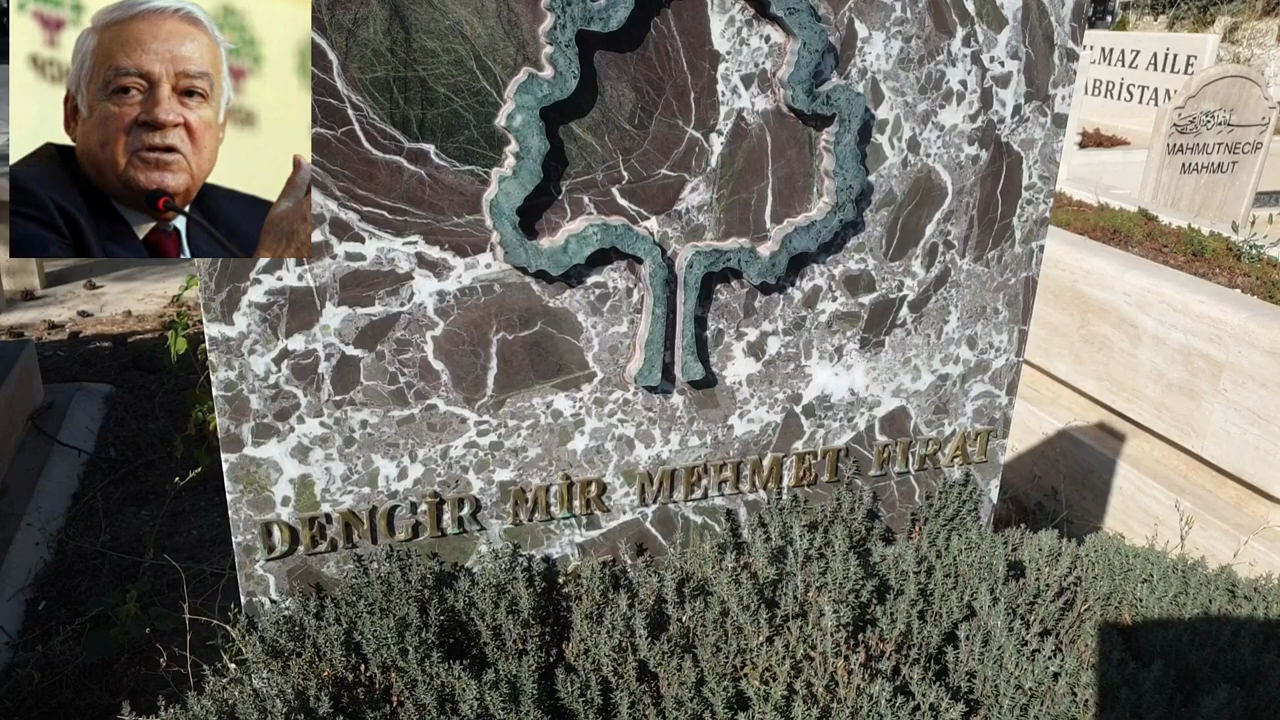 DENGİR MİR MEHMET FIRAT
LMAZ AİLE
ABRİSTAN
MAHMUTNECİP
MAHMUT